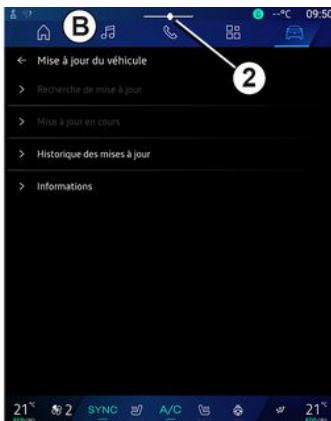 --°C 09:50
B
2
Mise à jour du véhicule
Recherche de mise à jour
Mise à jour en cours
Historique des mises à jour
Informations
21°C 2 SYNC A/C 21°C